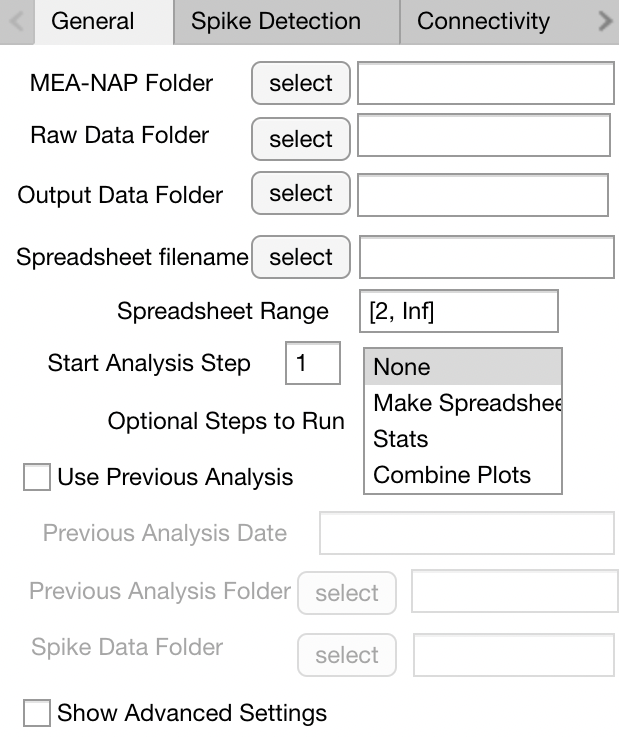 General Spike Detection Connectivity
MEA-NAP Folder select
Raw Data Folder select
Output Data Folder select
Spreadsheet filename select
Spreadsheet Range [2, Inf]
Start Analysis Step 1
None
Make Spreadshee
Optional Steps to Run
Stats
Combine Plots
Use Previous Analysis
Previous Analysis Date
Previous Analysis Folder select
Spike Data Folder select
Show Advanced Settings